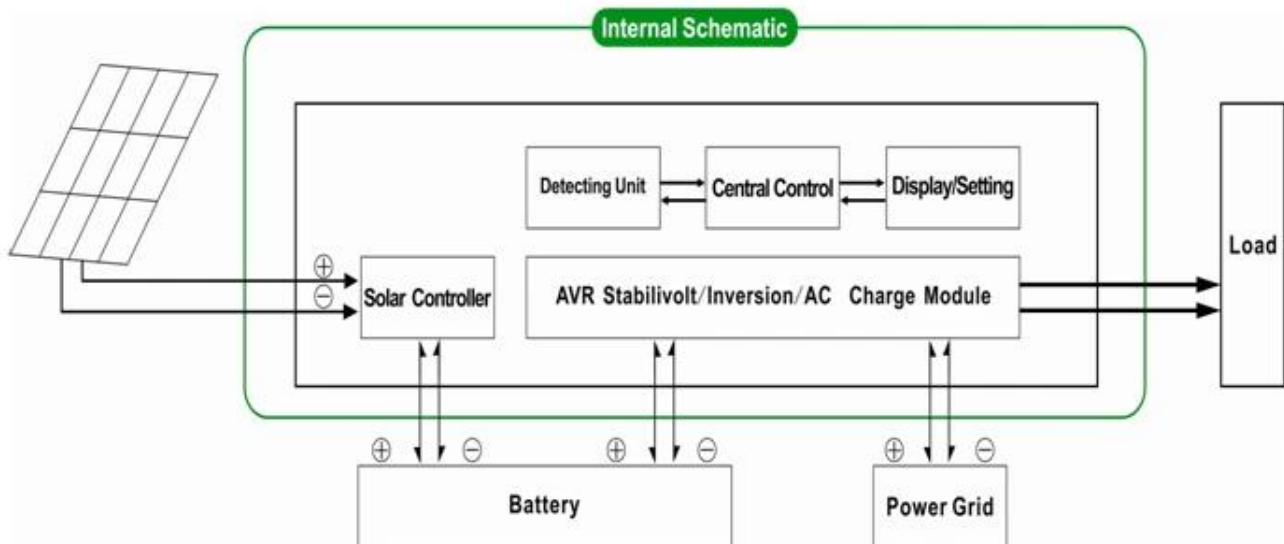 Internal Schematic
Detecting Unit
Central Control
Display/Setting
Load
⊕
⊖
Solar Controller
AVR Stabilivolt/Inversion/AC Charge Module
⊕ ⊖ ⊕ ⊖ ⊕ ⊖
Battery
Power Grid